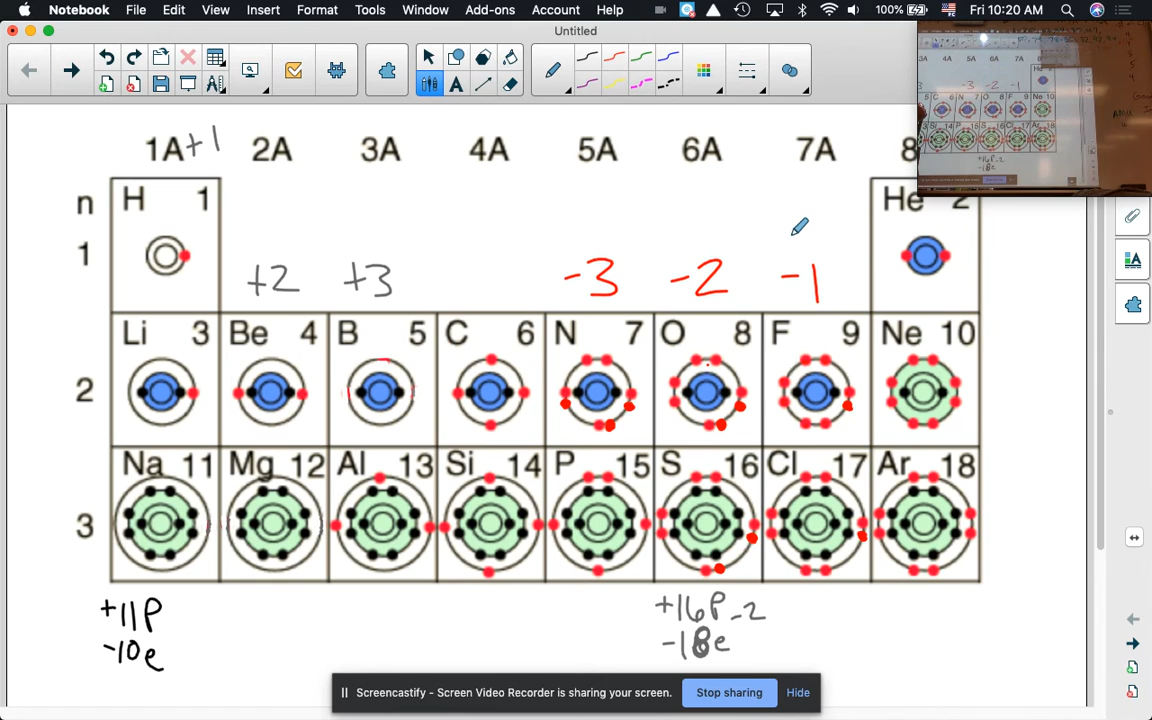 Notebook File Edit View Insert Format Tools Window Add-ons Account Help 100% Fri 10:20 AM
Untitled
1A +1 2A 3A 4A 5A 6A 7A 8
n H 1 He 2
1 +2 +3 -3 -2 -1
Li 3 Be 4 B 5 C 6 N 7 O 8 F 9 Ne 10
2
Na 11 Mg 12 Al 13 Si 14 P 15 S 16 Cl 17 Ar 18
3
+11P +16P -2
-10e -18e
Screencastify - Screen Video Recorder is sharing your screen. Stop sharing Hide